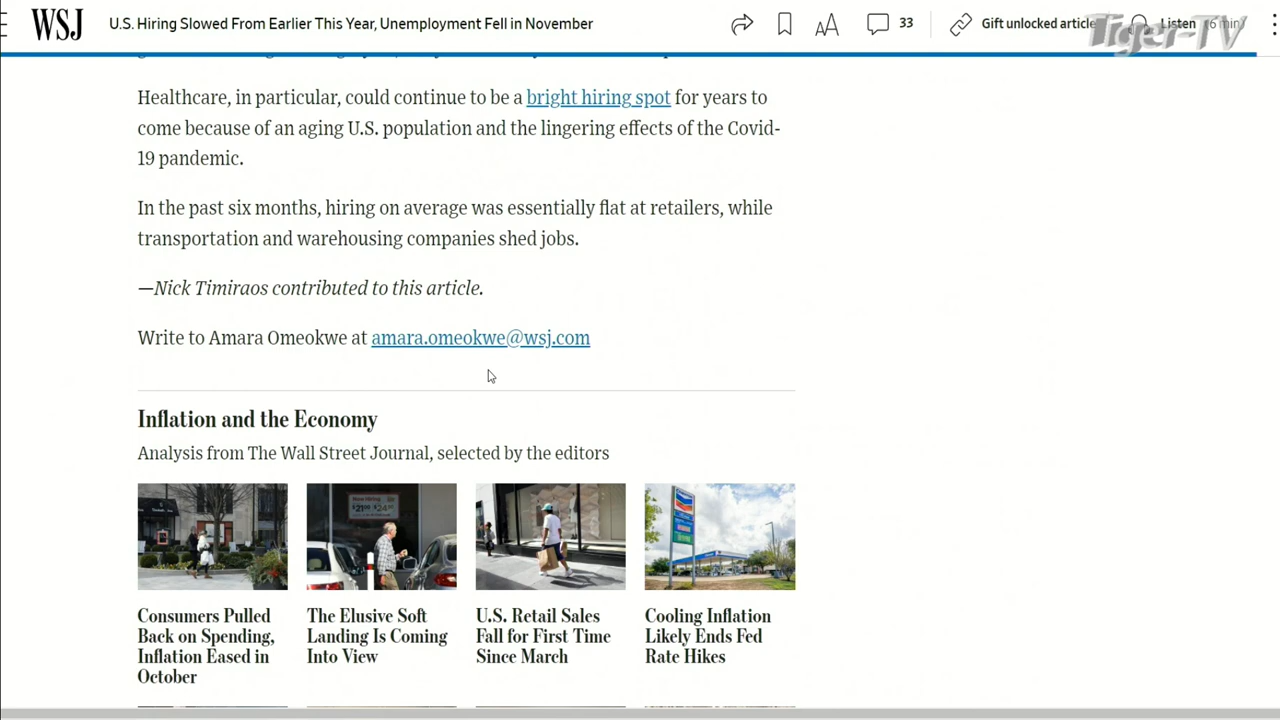 WSJ U.S. Hiring Slowed From Earlier This Year, Unemployment Fell in November 33 Gift unlocked article Listen (6 min)
Tiger-TV
Healthcare, in particular, could continue to be a bright hiring spot for years to
come because of an aging U.S. population and the lingering effects of the Covid-
19 pandemic.
In the past six months, hiring on average was essentially flat at retailers, while
transportation and warehousing companies shed jobs.
—Nick Timiraos contributed to this article.
Write to Amara Omeokwe at amara.omeokwe@wsj.com
Inflation and the Economy
Analysis from The Wall Street Journal, selected by the editors
Now Hiring
Consumers Pulled
Back on Spending,
Inflation Eased in
October
The Elusive Soft
Landing Is Coming
Into View
U.S. Retail Sales
Fall for First Time
Since March
Cooling Inflation
Likely Ends Fed
Rate Hikes